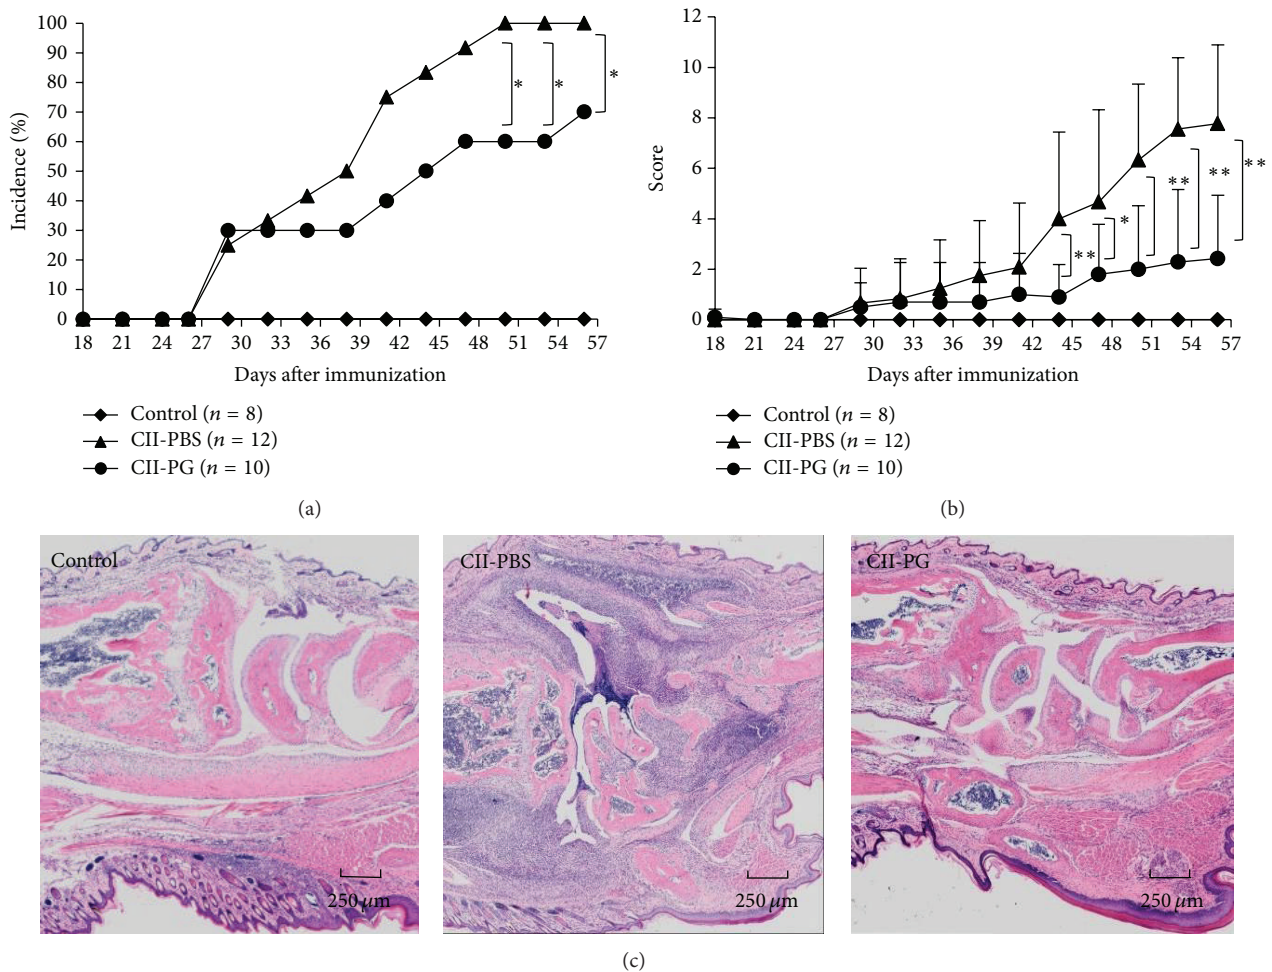 100
90
80
70
60
50
40
30
20
10
0
Incidence (%)
* * *
18 21 24 27 30 33 36 39 42 45 48 51 54 57
Days after immunization
Control (n = 8)
CII-PBS (n = 12)
CII-PG (n = 10)
(a)
12
10
8
6
4
2
0
Score
** * ** ** **
18 21 24 27 30 33 36 39 42 45 48 51 54 57
Days after immunization
Control (n = 8)
CII-PBS (n = 12)
CII-PG (n = 10)
(b)
Control
250 μm
CII-PBS
250 μm
CII-PG
250 μm
(c)